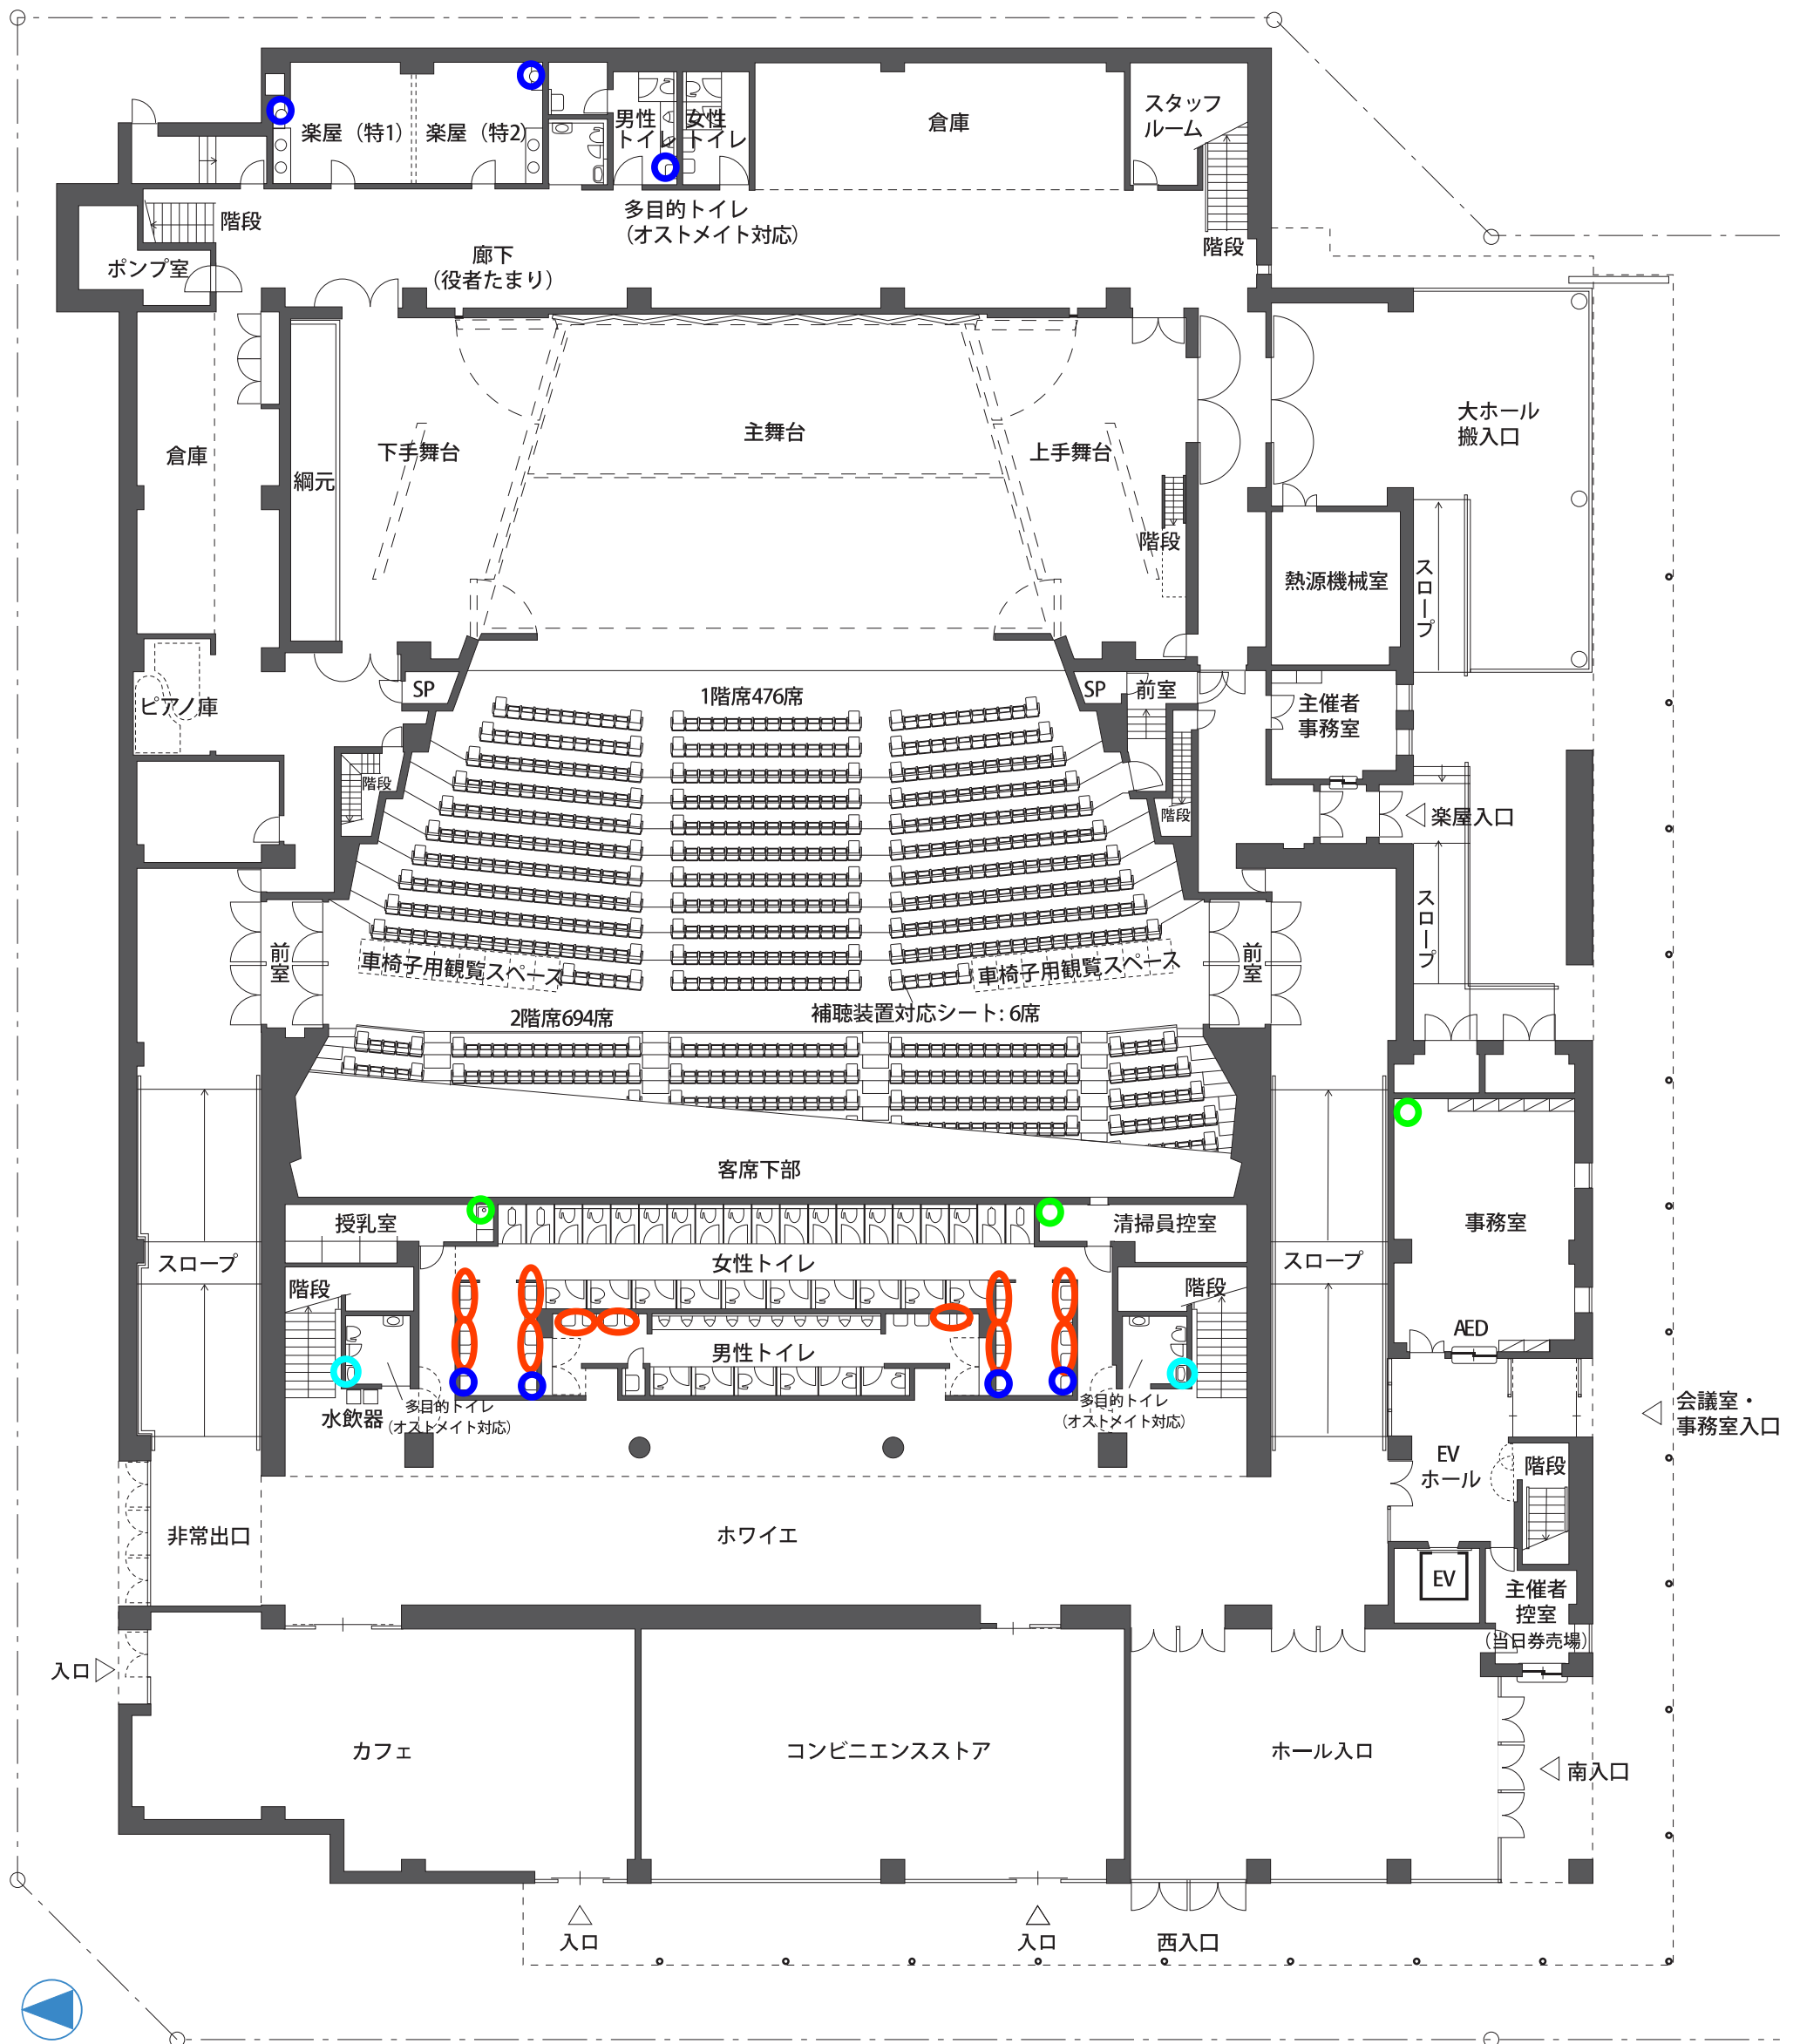 スタッフ
ルーム
男性
トイレ
女性
トイレ
倉庫
楽屋（特1）
楽屋（特2）
多目的トイレ
（オストメイト対応）
階段
階段
ポンプ室
廊下
（役者たまり）
大ホール
搬入口
主舞台
下手舞台
上手舞台
倉庫
綱元
階段
熱源機械室
スロープ
SP
1階席476席
SP
前室
主催者
事務室
ピアノ庫
階段
階段
楽屋入口
スロープ
前室
車椅子用観覧スペース
車椅子用観覧スペース
前室
2階席694席
補聴装置対応シート：6席
客席下部
授乳室
清掃員控室
事務室
スロープ
女性トイレ
スロープ
階段
階段
AED
男性トイレ
水飲器
多目的トイレ
（オストメイト対応）
多目的トイレ
（オストメイト対応）
会議室・
事務室入口
EV
ホール
階段
非常出口
ホワイエ
EV
主催者
控室
（当日券売場）
入口
カフェ
コンビニエンスストア
ホール入口
南入口
入口
入口
西入口